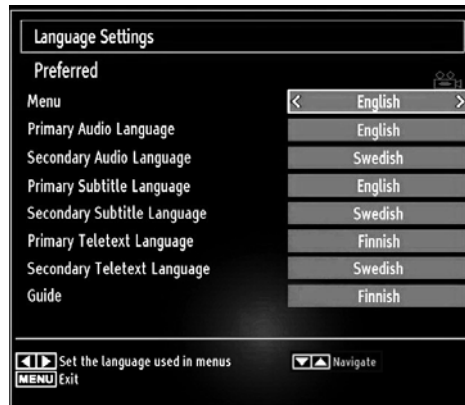 Language Settings
Preferred
Menu < English >
Primary Audio Language English
Secondary Audio Language Swedish
Primary Subtitle Language English
Secondary Subtitle Language Swedish
Primary Teletext Language Finnish
Secondary Teletext Language Swedish
Guide Finnish
Set the language used in menus Navigate
MENU Exit